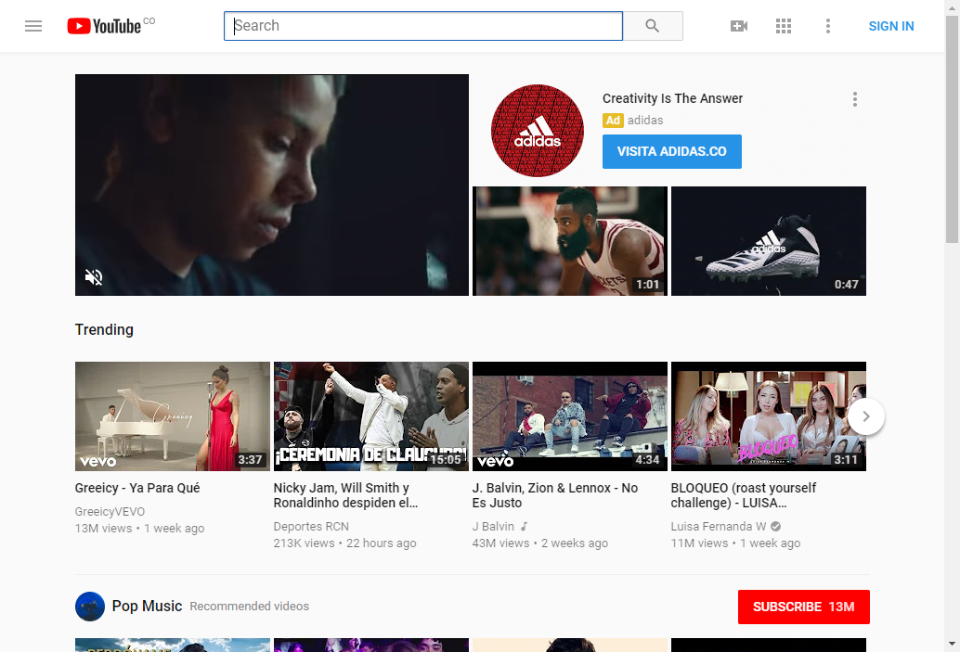 YouTube CO
Search
SIGN IN
Creativity Is The Answer
Ad adidas
adidas
VISITA ADIDAS.CO
adidas
1:01
0:47
Trending
Greeicy
vevo
3:37
¡CEREMONIA DE CLAUSURA!
15:05
vevo
4:34
BLOQUEO
3:11
Greeicy - Ya Para Qué
GreeicyVEVO
13M views • 1 week ago
Nicky Jam, Will Smith y
Ronaldinho despiden el...
Deportes RCN
213K views • 22 hours ago
J. Balvin, Zion & Lennox - No
Es Justo
J Balvin
43M views • 2 weeks ago
BLOQUEO (roast yourself
challenge) - LUISA...
Luisa Fernanda W
11M views • 1 week ago
Pop Music Recommended videos
SUBSCRIBE 13M